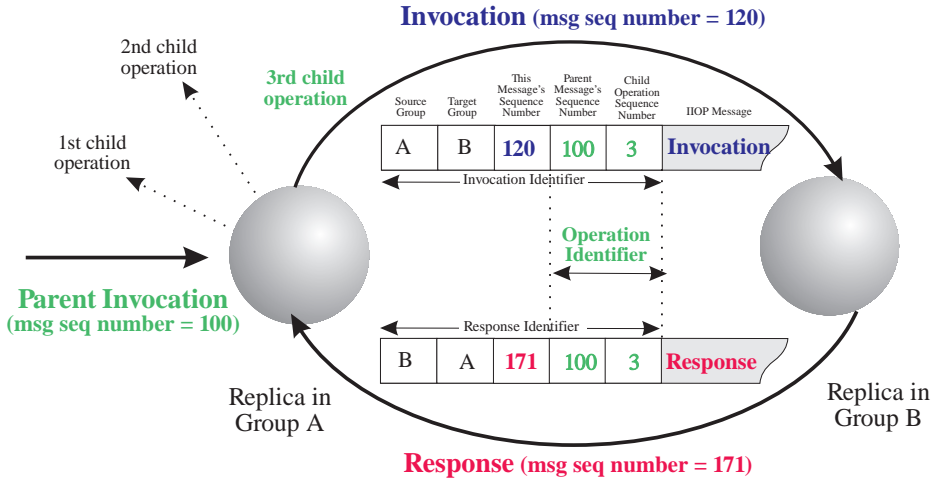 Invocation (msg seq number = 120)
2nd child
operation
3rd child
operation
1st child
operation
Source
Group
Target
Group
This
Message's
Sequence
Number
Parent
Message's
Sequence
Number
Child
Operation
Sequence
Number
IIOP Message
A B 120 100 3 Invocation
Invocation Identifier
Operation
Identifier
Parent Invocation
(msg seq number = 100)
Response Identifier
B A 171 100 3 Response
Replica in
Group A
Replica in
Group B
Response (msg seq number = 171)